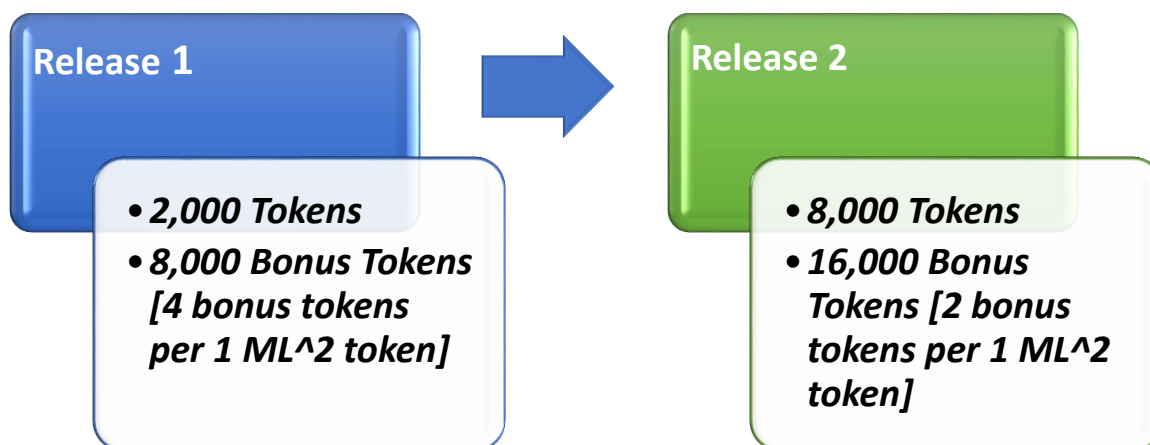 Release 1
• 2,000 Tokens
• 8,000 Bonus Tokens
[4 bonus tokens
per 1 ML^2 token]
Release 2
• 8,000 Tokens
• 16,000 Bonus
Tokens [2 bonus
tokens per 1 ML^2
token]